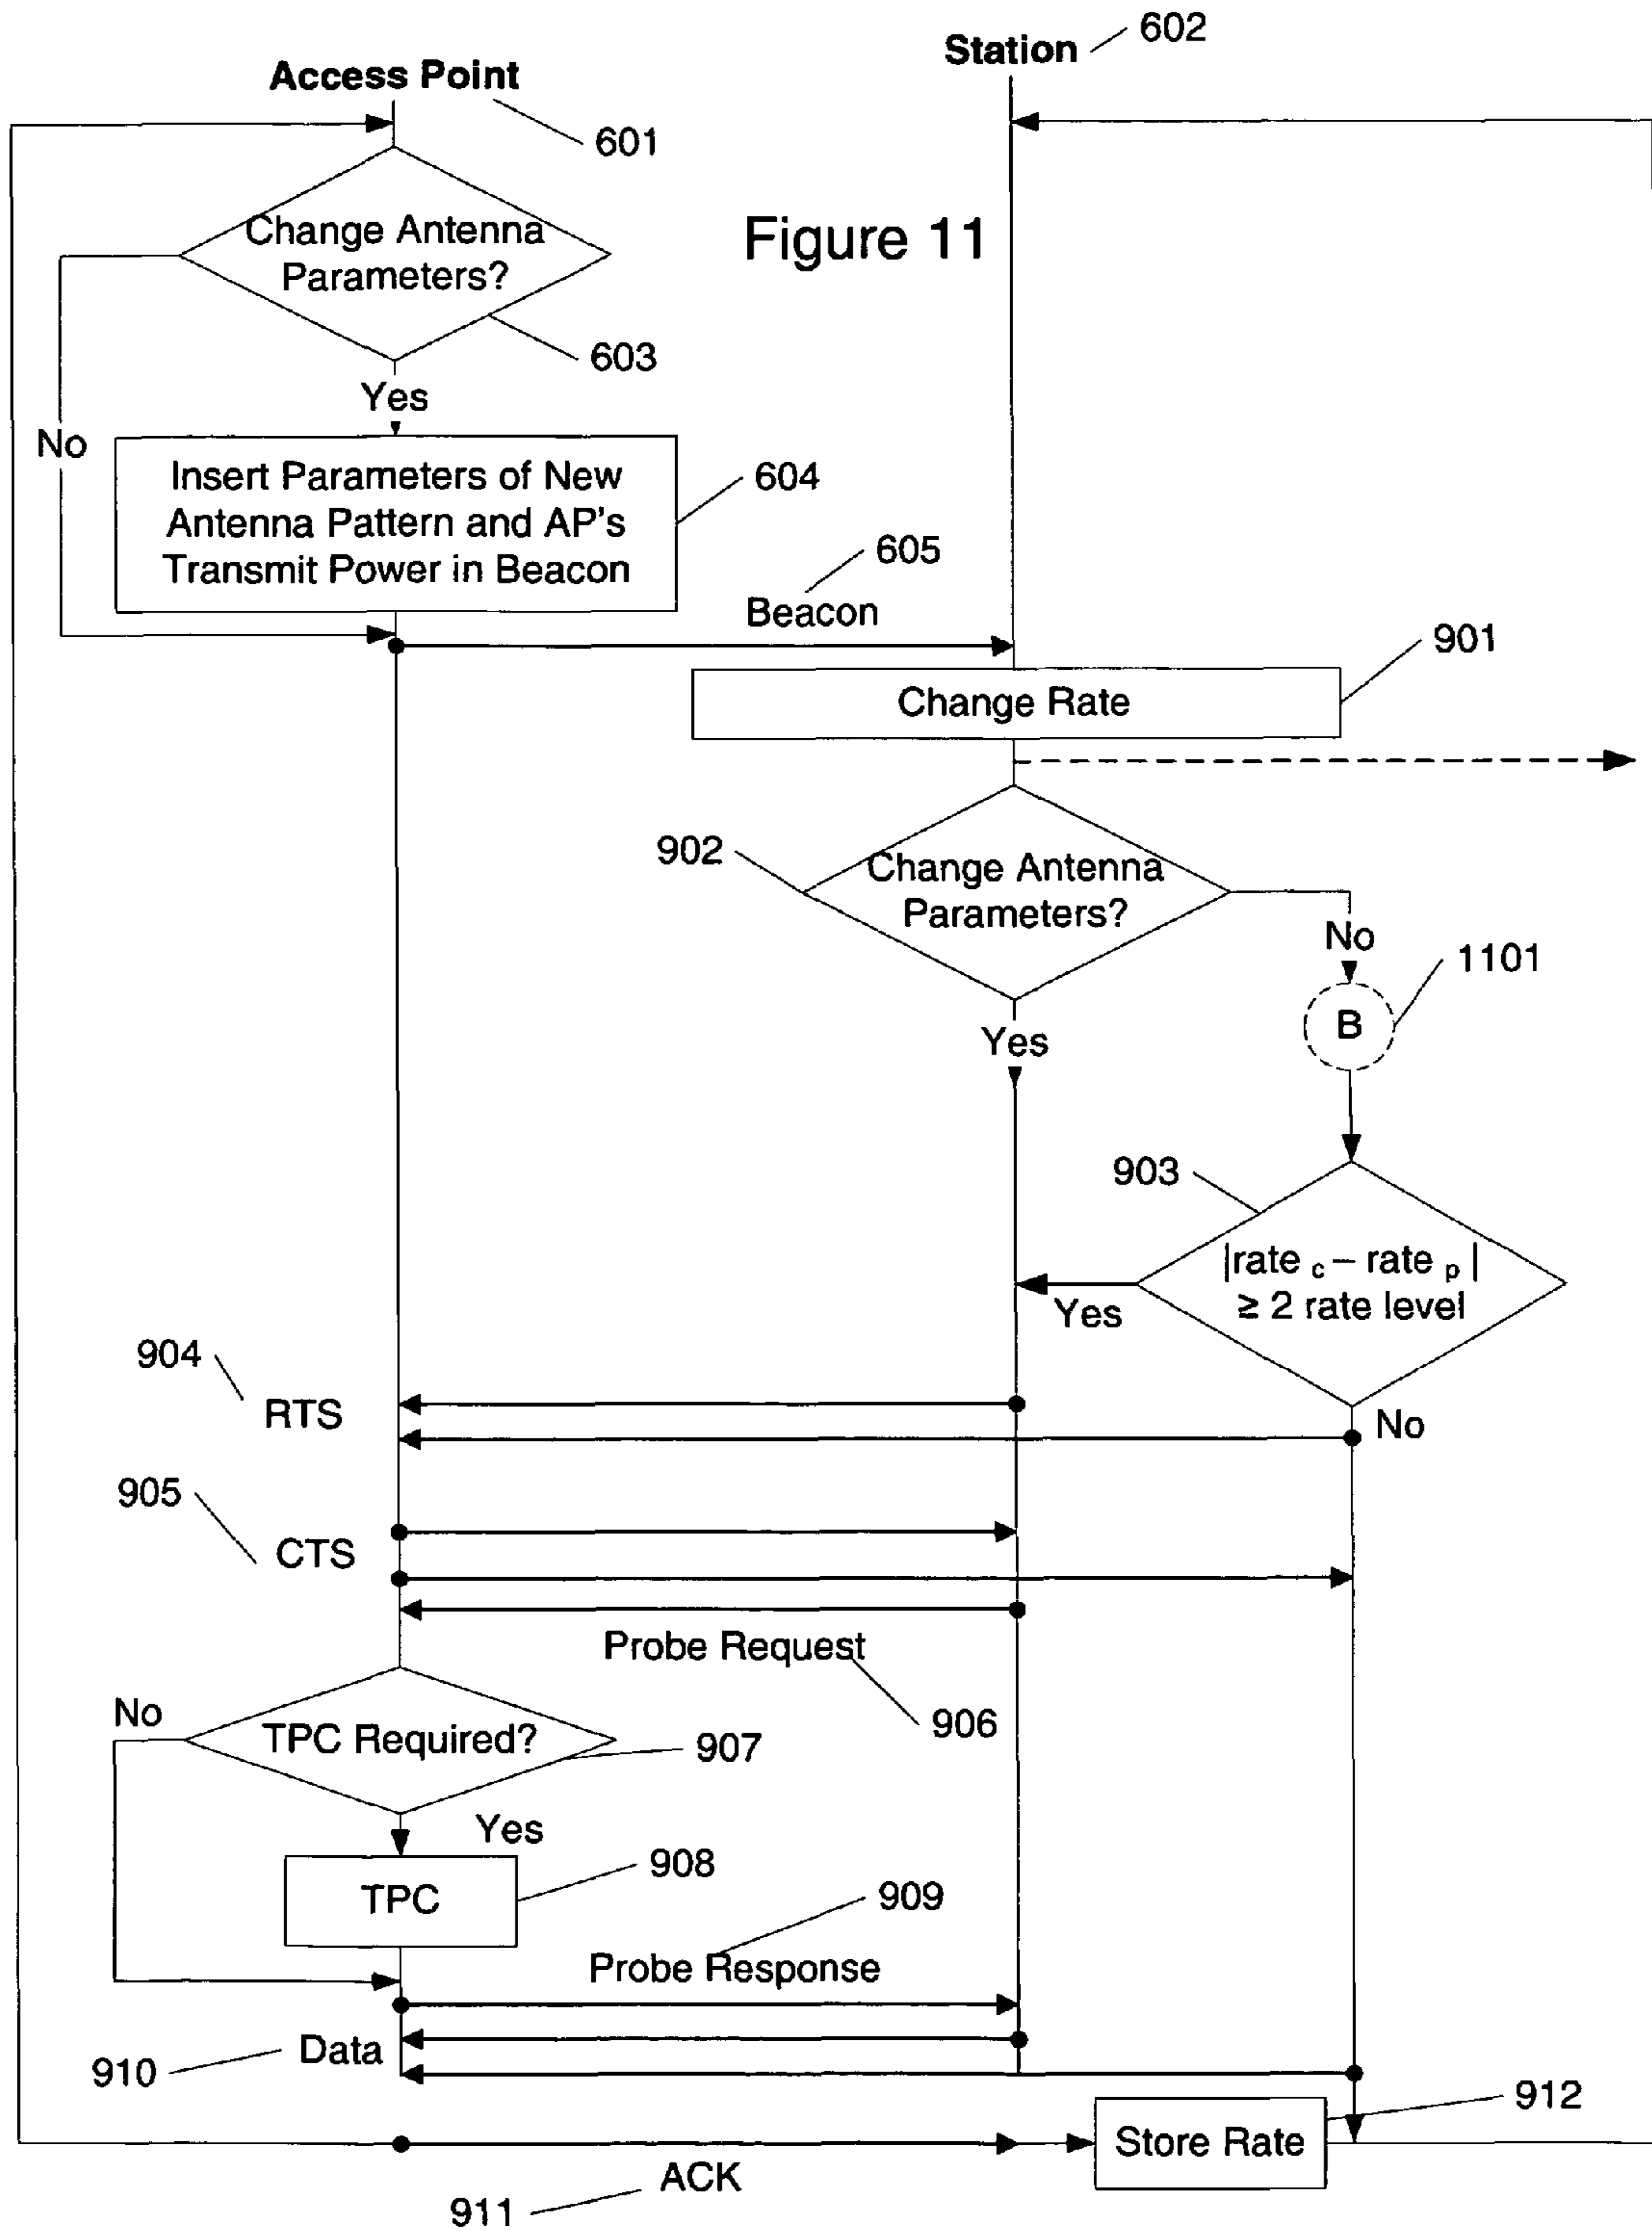 Station
602
Access Point
601
Figure 11
Change Antenna
Parameters?
603
Yes
No
Insert Parameters of New
Antenna Pattern and AP's
Transmit Power in Beacon
604
605
Beacon
901
Change Rate
902
Change Antenna
Parameters?
No
1101
B
Yes
903
|rate c – rate p |
≥ 2 rate level
Yes
904
RTS
No
905
CTS
Probe Request
906
No
TPC Required?
907
Yes
908
TPC
909
Probe Response
Data
910
912
Store Rate
ACK
911